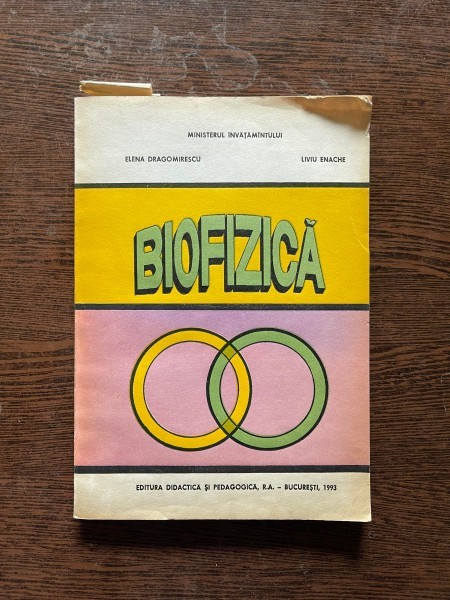 MINISTERUL ÎNVĂȚĂMÎNTULUI
ELENA DRAGOMIRESCU LIVIU ENACHE
BIOFIZICĂ
EDITURA DIDACTICĂ ȘI PEDAGOGICĂ, R.A. – BUCUREȘTI, 1993